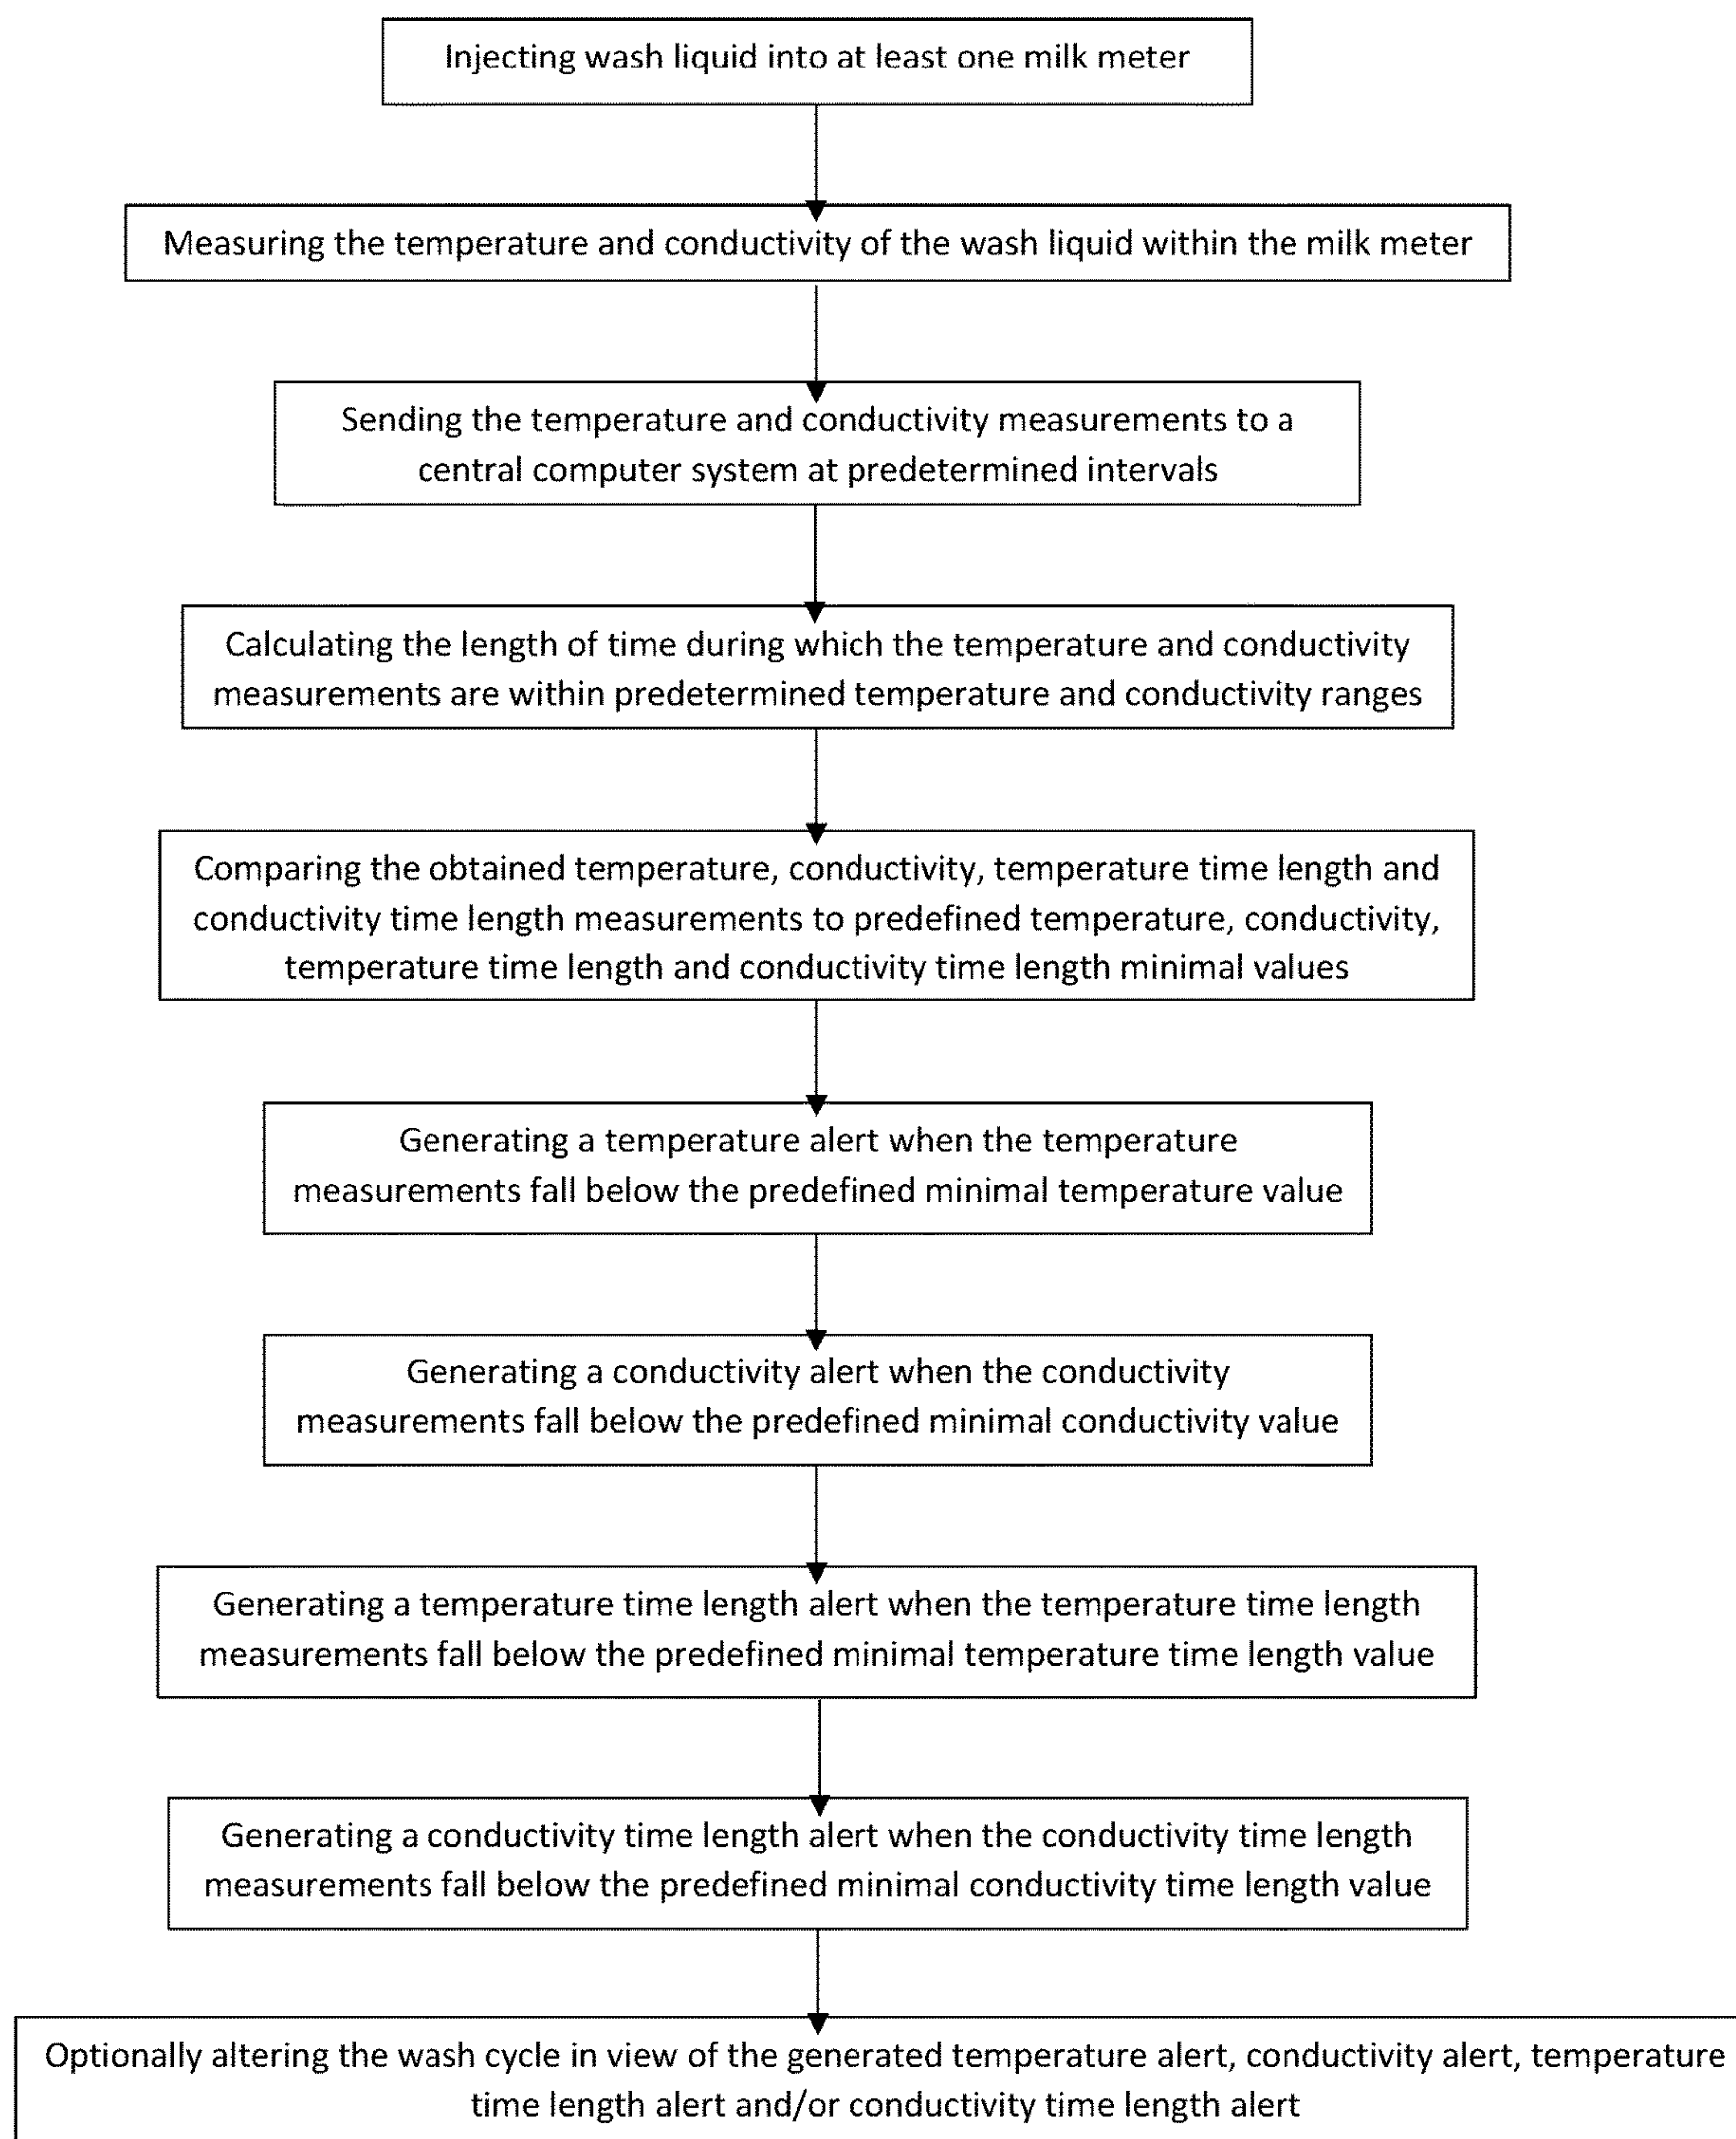 Injecting wash liquid into at least one milk meter
Measuring the temperature and conductivity of the wash liquid within the milk meter
Sending the temperature and conductivity measurements to a
central computer system at predetermined intervals
Calculating the length of time during which the temperature and conductivity
measurements are within predetermined temperature and conductivity ranges
Comparing the obtained temperature, conductivity, temperature time length and
conductivity time length measurements to predefined temperature, conductivity,
temperature time length and conductivity time length minimal values
Generating a temperature alert when the temperature
measurements fall below the predefined minimal temperature value
Generating a conductivity alert when the conductivity
measurements fall below the predefined minimal conductivity value
Generating a temperature time length alert when the temperature time length
measurements fall below the predefined minimal temperature time length value
Generating a conductivity time length alert when the conductivity time length
measurements fall below the predefined minimal conductivity time length value
Optionally altering the wash cycle in view of the generated temperature alert, conductivity alert, temperature
time length alert and/or conductivity time length alert